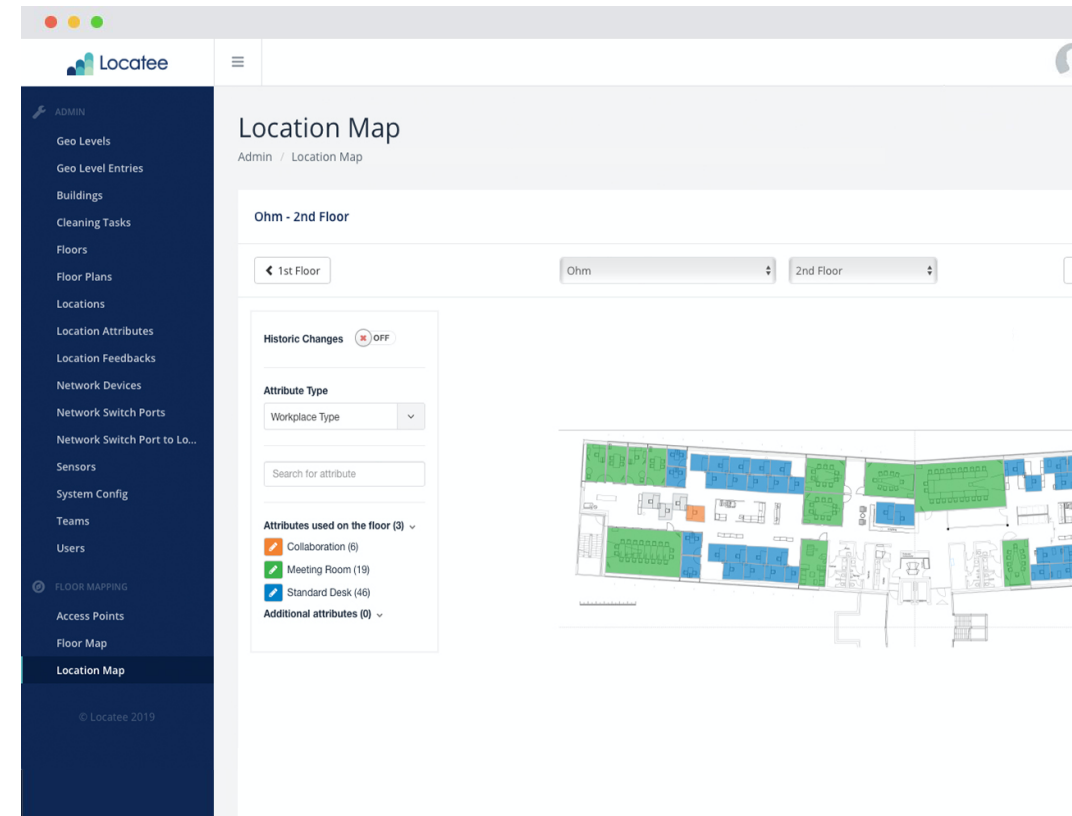 Locatee
ADMIN
Geo Levels
Geo Level Entries
Buildings
Cleaning Tasks
Floors
Floor Plans
Locations
Location Attributes
Location Feedbacks
Network Devices
Network Switch Ports
Network Switch Port to Lo...
Sensors
System Config
Teams
Users
FLOOR MAPPING
Access Points
Floor Map
Location Map
© Locatee 2019
Location Map
Admin / Location Map
Ohm - 2nd Floor
1st Floor
Ohm
2nd Floor
Historic Changes OFF
Attribute Type
Workplace Type
Search for attribute
Attributes used on the floor (3)
Collaboration (6)
Meeting Room (19)
Standard Desk (46)
Additional attributes (0)